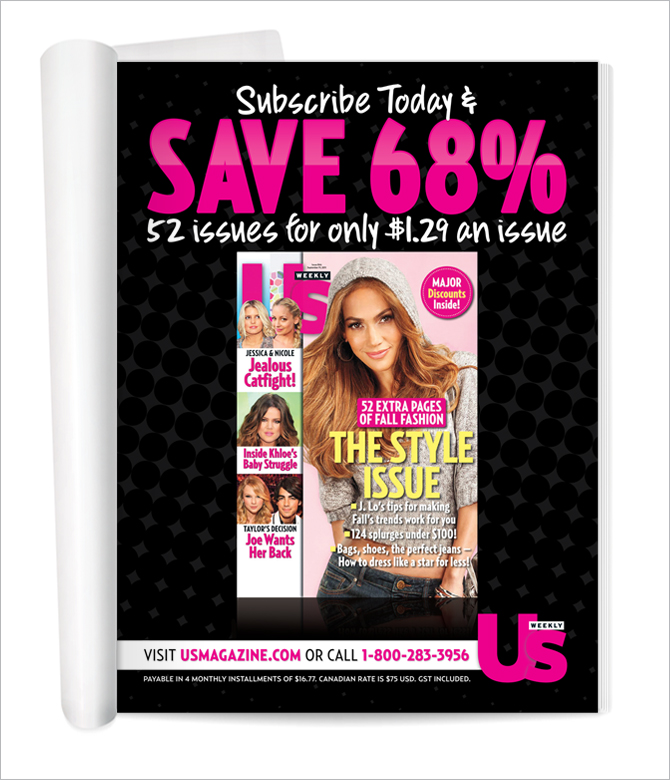 Subscribe Today &
SAVE 68%
52 issues for only $1.29 an issue
Us
WEEKLY
MAJOR
Discounts
Inside!
JESSICA & NICOLE
Jealous
Catfight!
52 EXTRA PAGES
OF FALL FASHION
THE STYLE
ISSUE
Inside Khloe's
Baby Struggle
J. Lo's tips for making
Fall's trends work for you
124 splurges under $100!
Bags, shoes, the perfect jeans—
How to dress like a star for less!
TAYLOR'S DECISION
Joe Wants
Her Back
Us
WEEKLY
VISIT USMAGAZINE.COM OR CALL 1-800-283-3956
PAYABLE IN 4 MONTHLY INSTALLMENTS OF $16.77. CANADIAN RATE IS $75 USD. GST INCLUDED.